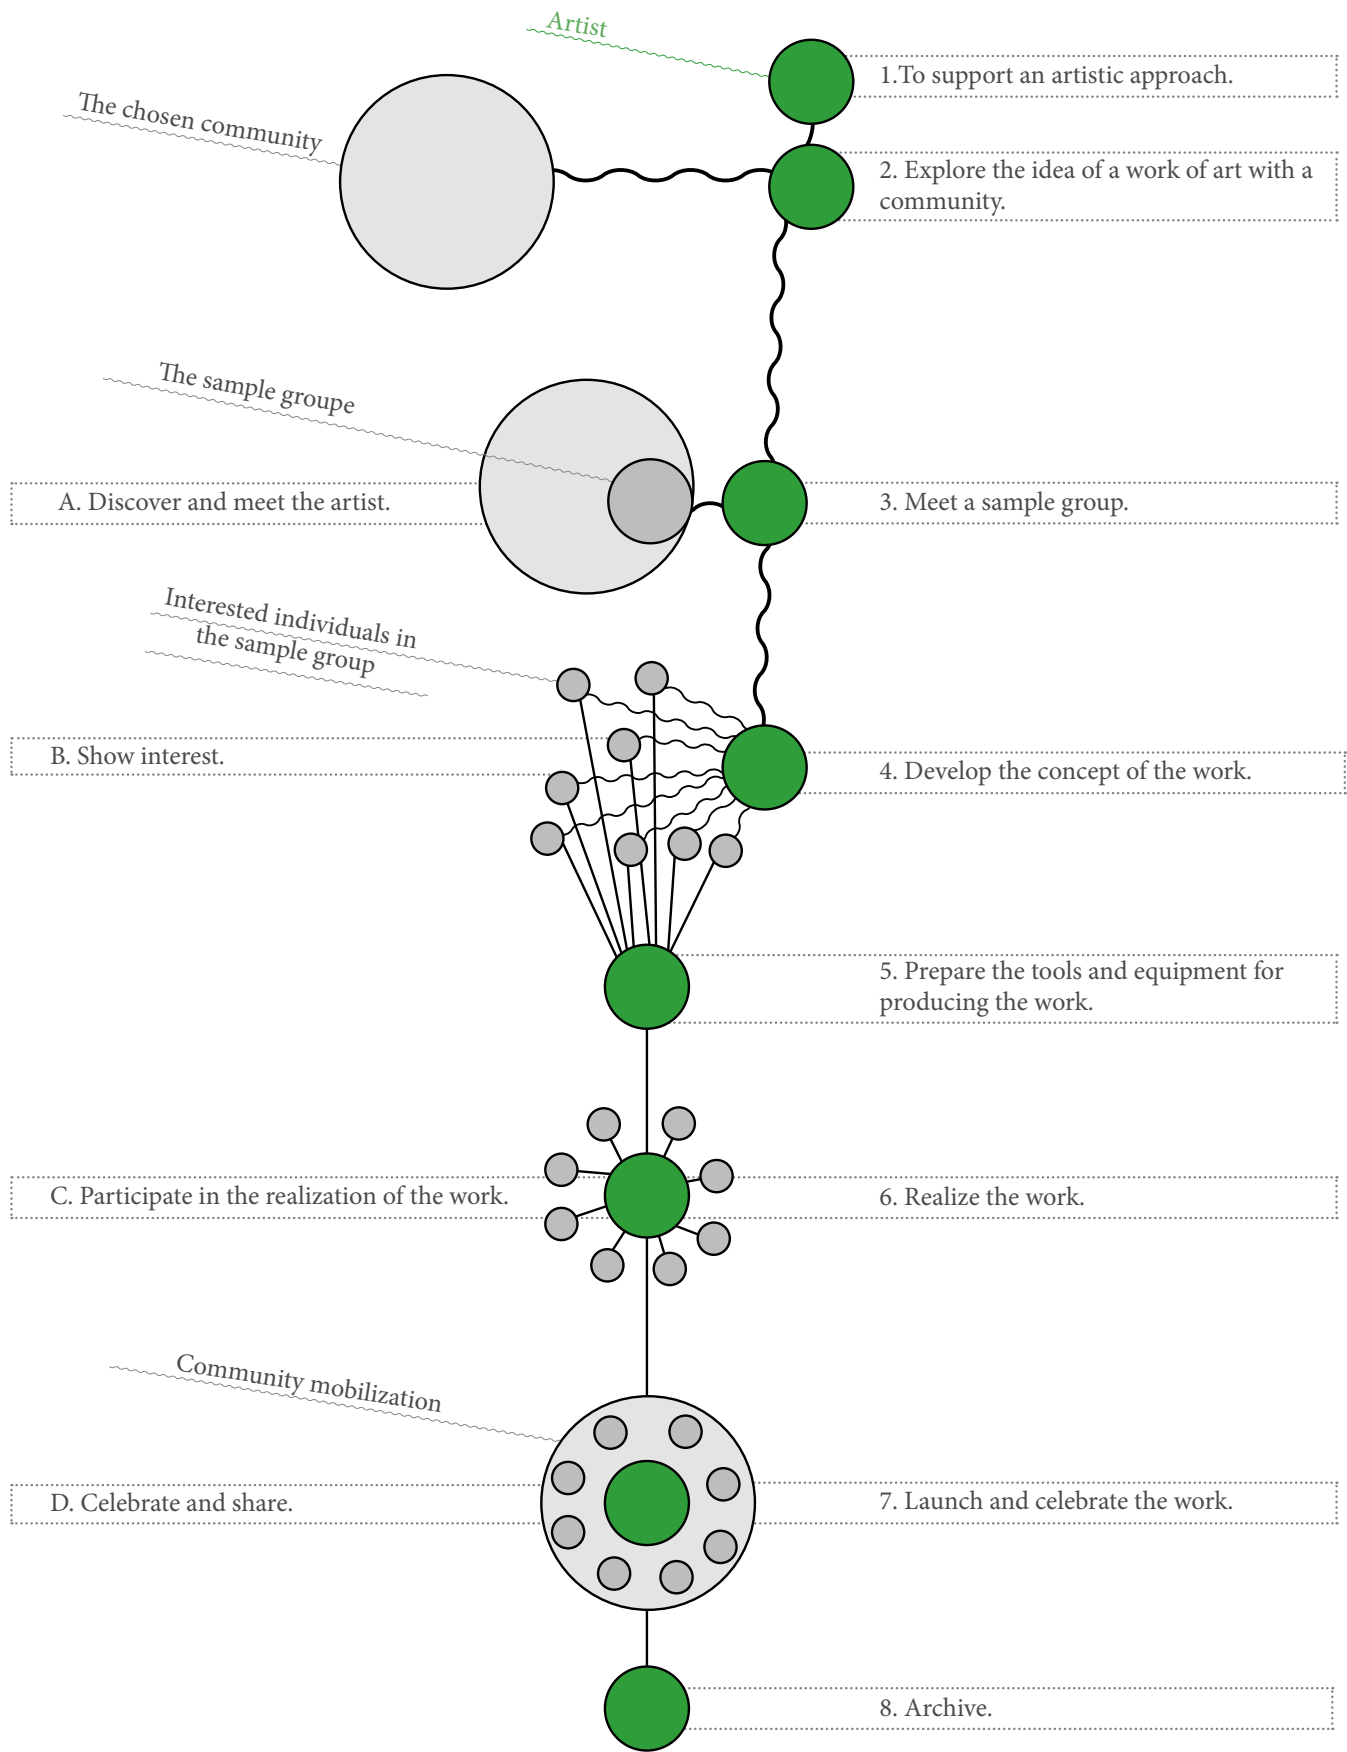 Artist
1.To support an artistic approach.
The chosen community
2. Explore the idea of a work of art with a
community.
The sample groupe
A. Discover and meet the artist.
3. Meet a sample group.
Interested individuals in
the sample group
B. Show interest.
4. Develop the concept of the work.
5. Prepare the tools and equipment for
producing the work.
C. Participate in the realization of the work.
6. Realize the work.
Community mobilization
D. Celebrate and share.
7. Launch and celebrate the work.
8. Archive.